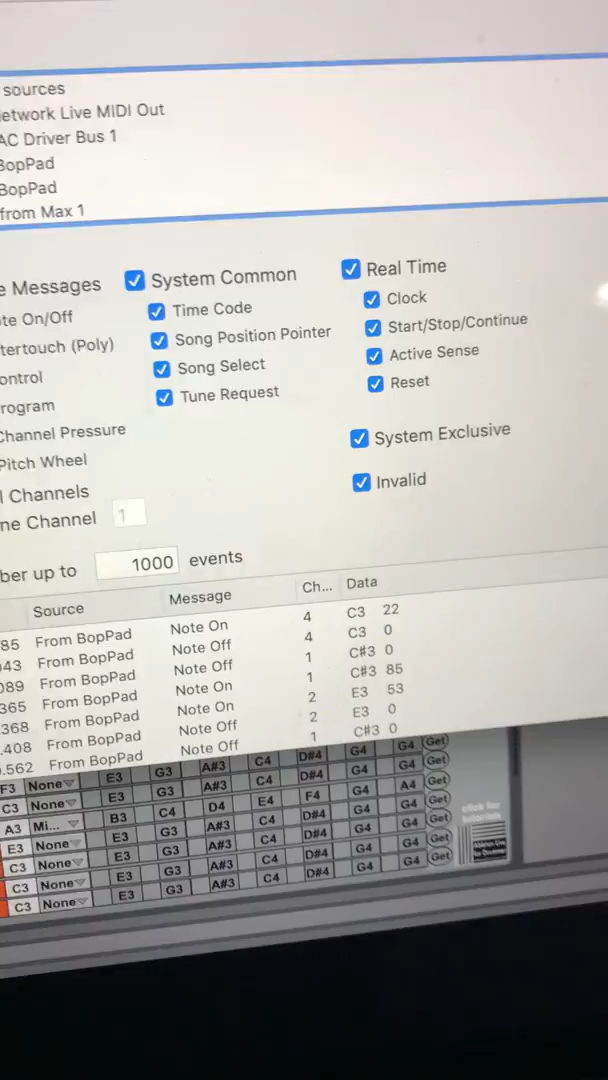 sources
etwork Live MIDI Out
AC Driver Bus 1
BopPad
BopPad
from Max 1
e Messages
te On/Off
tertouch (Poly)
ontrol
rogram
Channel Pressure
Pitch Wheel
l Channels
ne Channel 1
System Common
Time Code
Song Position Pointer
Song Select
Tune Request
Real Time
Clock
Start/Stop/Continue
Active Sense
Reset
System Exclusive
Invalid
ber up to 1000 events
Source Message Ch... Data
85 From BopPad Note On 4 C3 22
043 From BopPad Note Off 4 C3 0
089 From BopPad Note Off 1 C#3 0
365 From BopPad Note On 1 C#3 85
.368 From BopPad Note On 2 E3 53
.408 From BopPad Note Off 2 E3 0
.562 From BopPad Note Off 1 C#3 0
F3 None E3 G3 A#3 C4 D#4 G4 G4 Get
C3 None E3 G3 A#3 C4 D#4 G4 G4 Get
A3 Mi... B3 C4 D4 E4 F4 G4 A4 Get
E3 None E3 G3 A#3 C4 D#4 G4 G4 Get
C3 None E3 G3 A#3 C4 D#4 G4 G4 Get
C3 None E3 G3 A#3 C4 D#4 G4 G4 Get
C3 None E3 G3 A#3 C4 D#4 G4 G4 Get
click for
tutorials